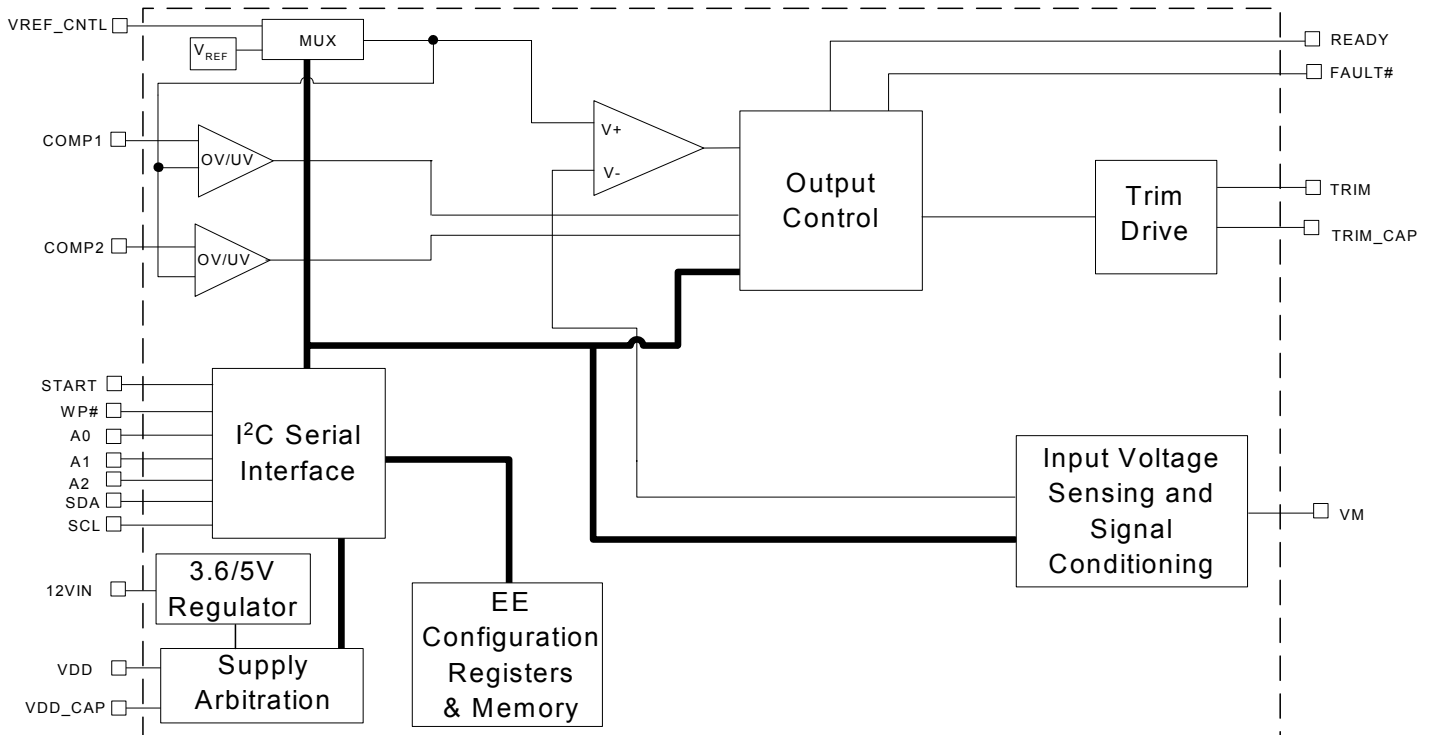 VREF_CNTL
MUX
VREF
READY
FAULT#
COMP1
OV/UV
V+
V-
Output
Control
Trim
Drive
TRIM
TRIM_CAP
COMP2
OV/UV
START
WP#
A0
A1
A2
SDA
SCL
I²C Serial
Interface
Input Voltage
Sensing and
Signal
Conditioning
VM
12VIN
3.6/5V
Regulator
EE
Configuration
Registers
& Memory
VDD
VDD_CAP
Supply
Arbitration